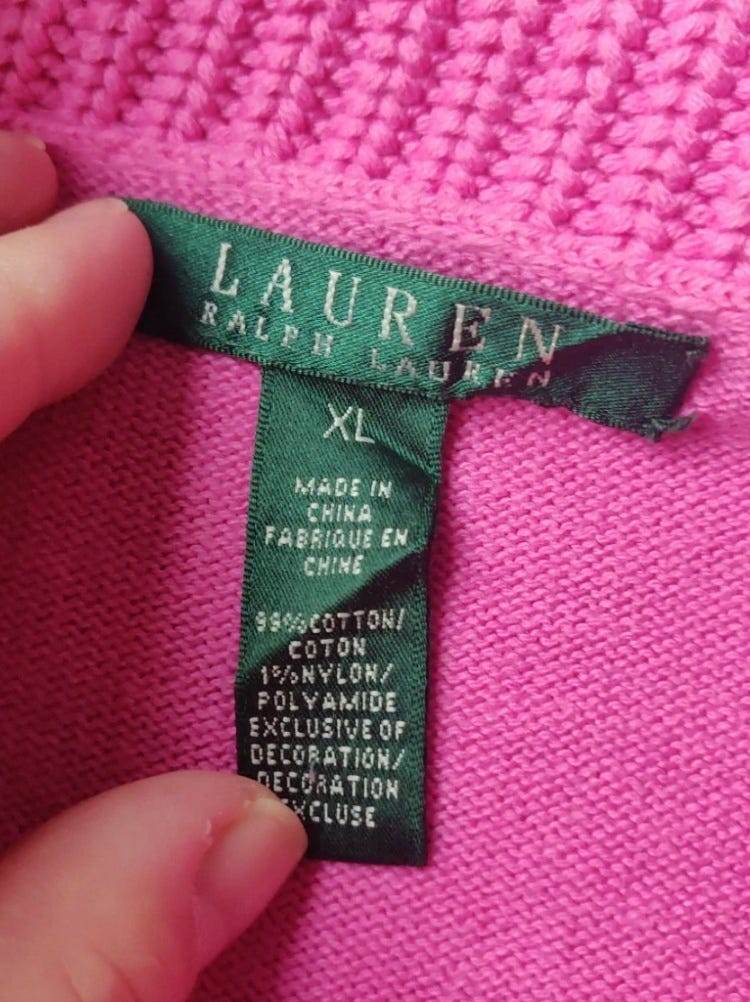 LAUREN
RALPH LAUREN
XL
MADE IN
CHINA
FABRIQUE EN
CHINE
99% COTTON/
COTON
1% NYLON/
POLYAMIDE
EXCLUSIVE OF
DECORATION/
DECORATION
EXCLUSE